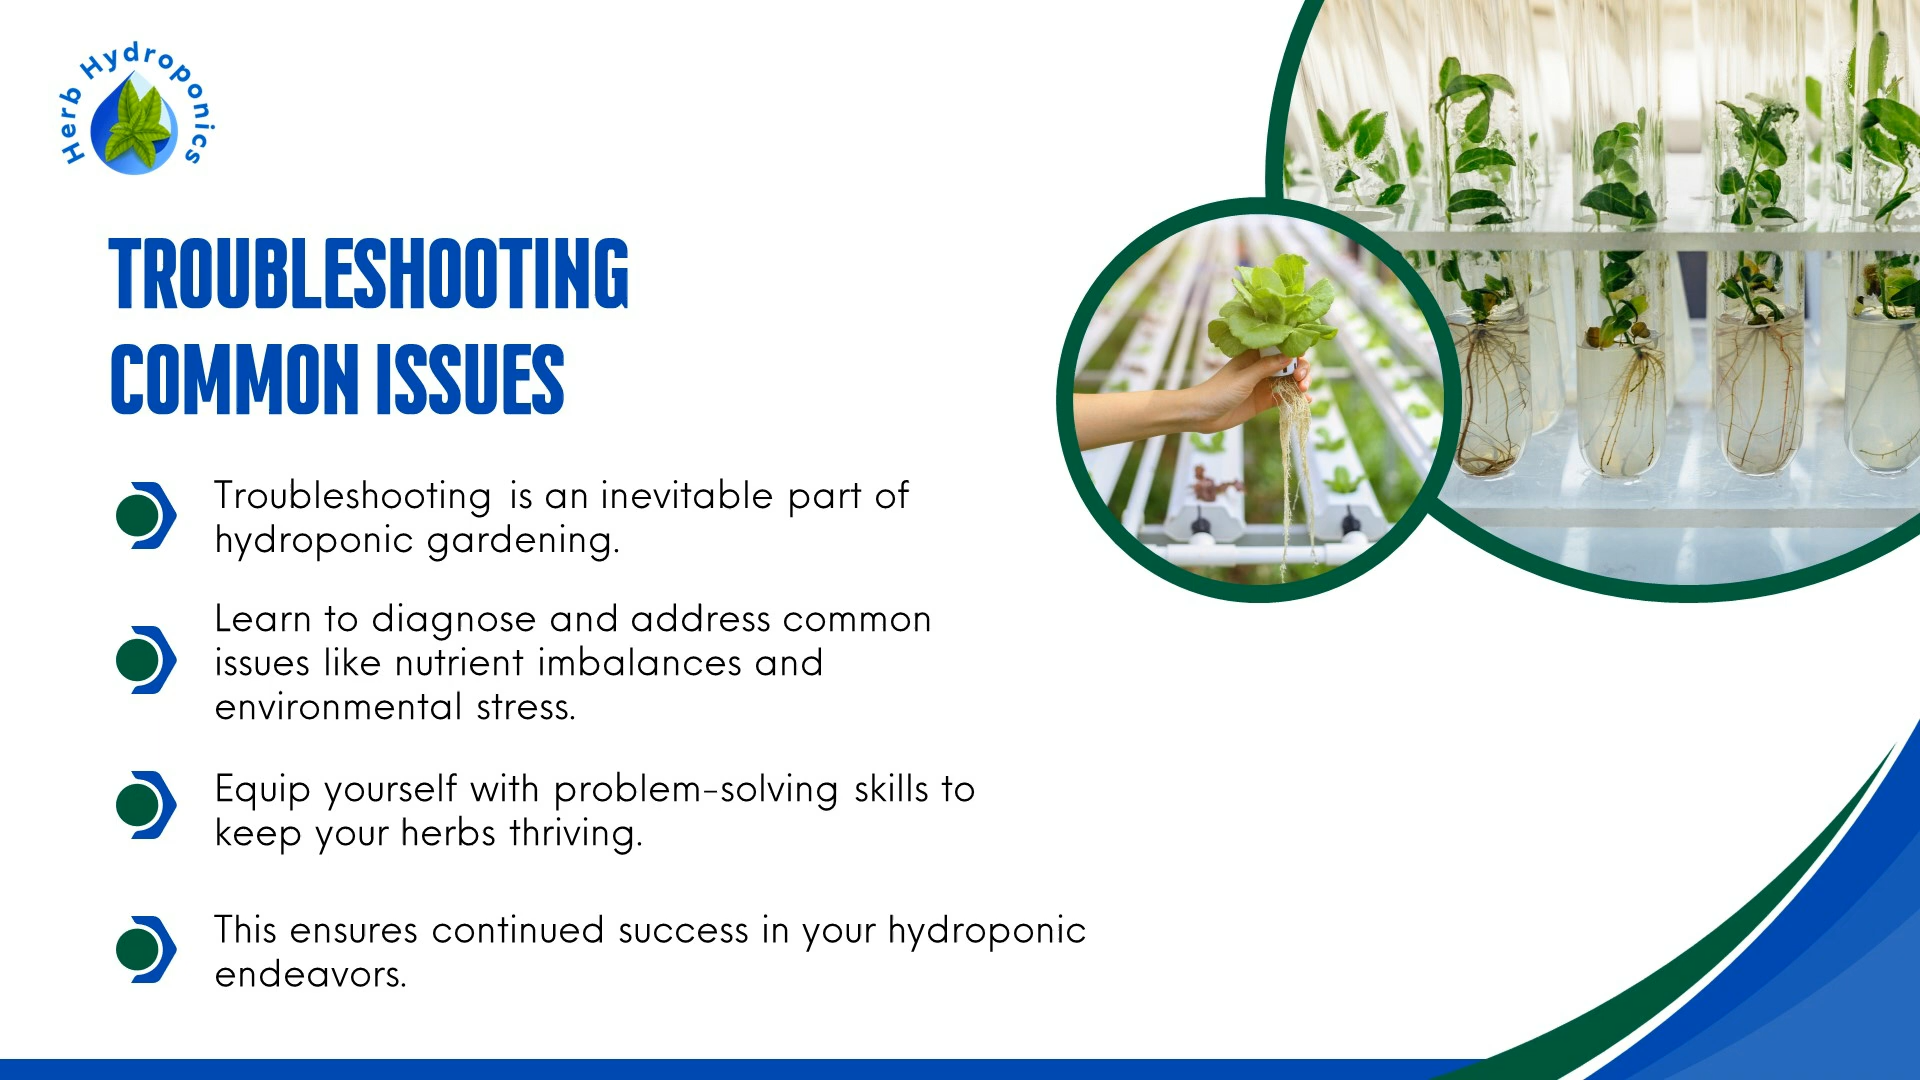 Herb Hydroponics
TROUBLESHOOTING
COMMON ISSUES
Troubleshooting is an inevitable part of
hydroponic gardening.
Learn to diagnose and address common
issues like nutrient imbalances and
environmental stress.
Equip yourself with problem-solving skills to
keep your herbs thriving.
This ensures continued success in your hydroponic
endeavors.